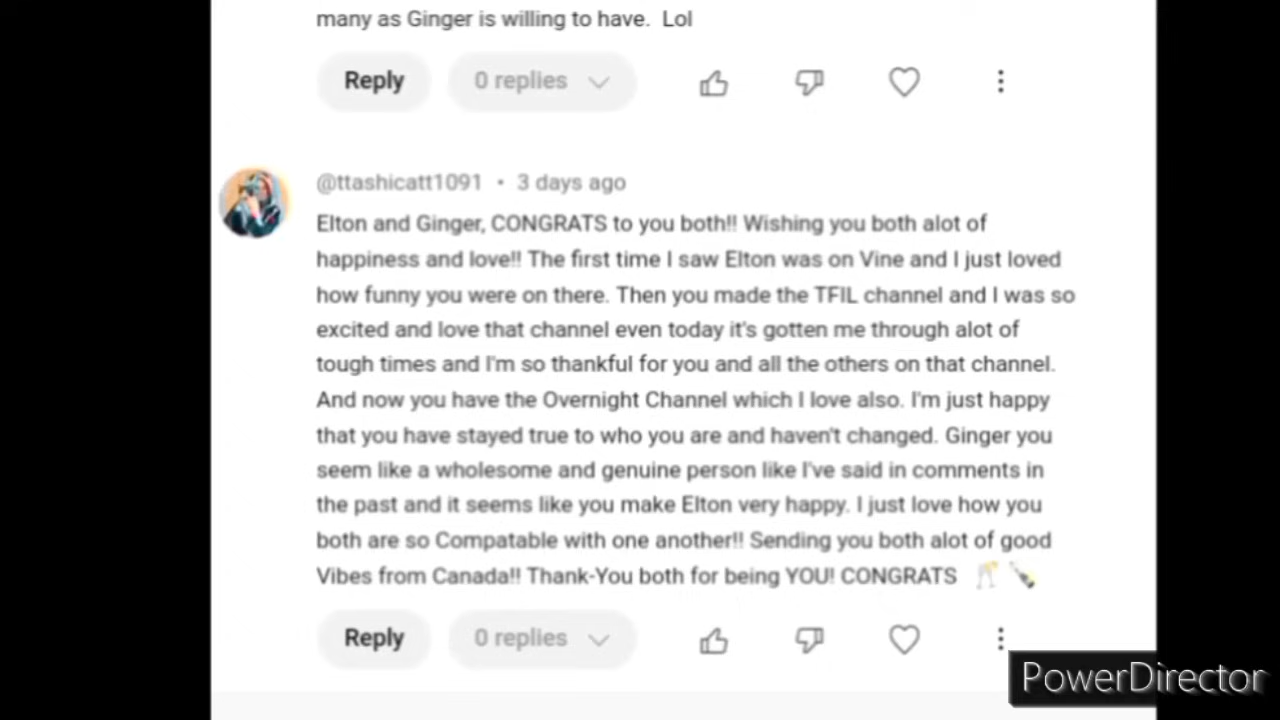 many as Ginger is willing to have. Lol
Reply 0 replies
@ttashicatt1091 • 3 days ago
Elton and Ginger, CONGRATS to you both!! Wishing you both alot of
happiness and love!! The first time I saw Elton was on Vine and I just loved
how funny you were on there. Then you made the TFIL channel and I was so
excited and love that channel even today it's gotten me through alot of
tough times and I'm so thankful for you and all the others on that channel.
And now you have the Overnight Channel which I love also. I'm just happy
that you have stayed true to who you are and haven't changed. Ginger you
seem like a wholesome and genuine person like I've said in comments in
the past and it seems like you make Elton very happy. I just love how you
both are so Compatable with one another!! Sending you both alot of good
Vibes from Canada!! Thank-You both for being YOU! CONGRATS 🥂 🍾
Reply 0 replies
PowerDirector